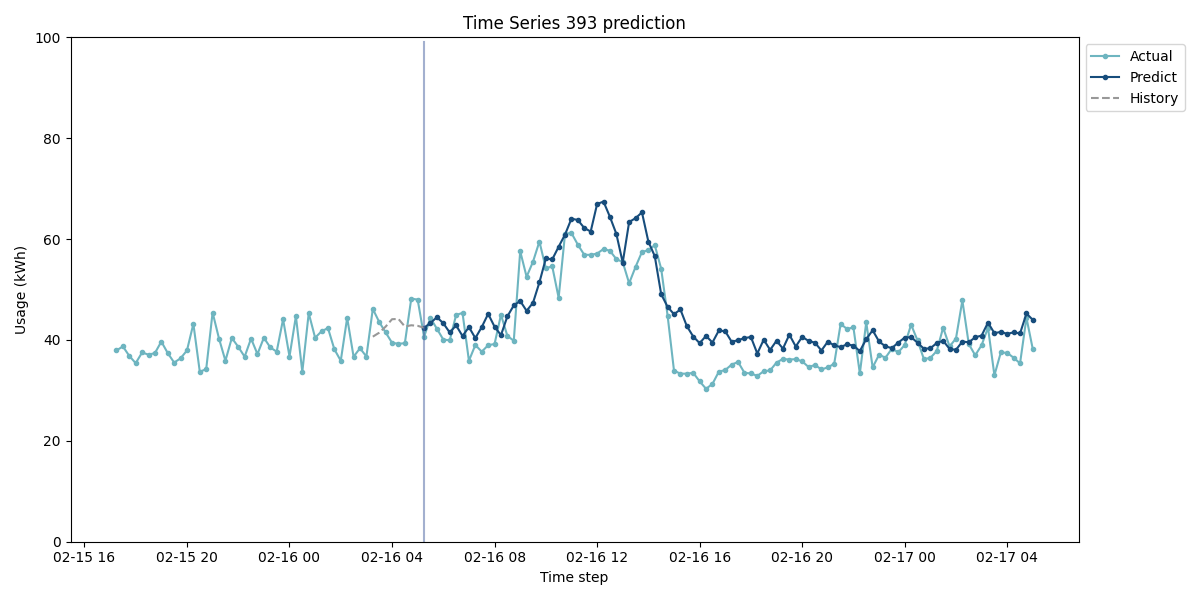 Time Series 393 prediction
100
80
60
40
20
0
Usage (kWh)
02-15 16
02-15 20
02-16 00
02-16 04
02-16 08
02-16 12
02-16 16
02-16 20
02-17 00
02-17 04
Time step
Actual
Predict
History